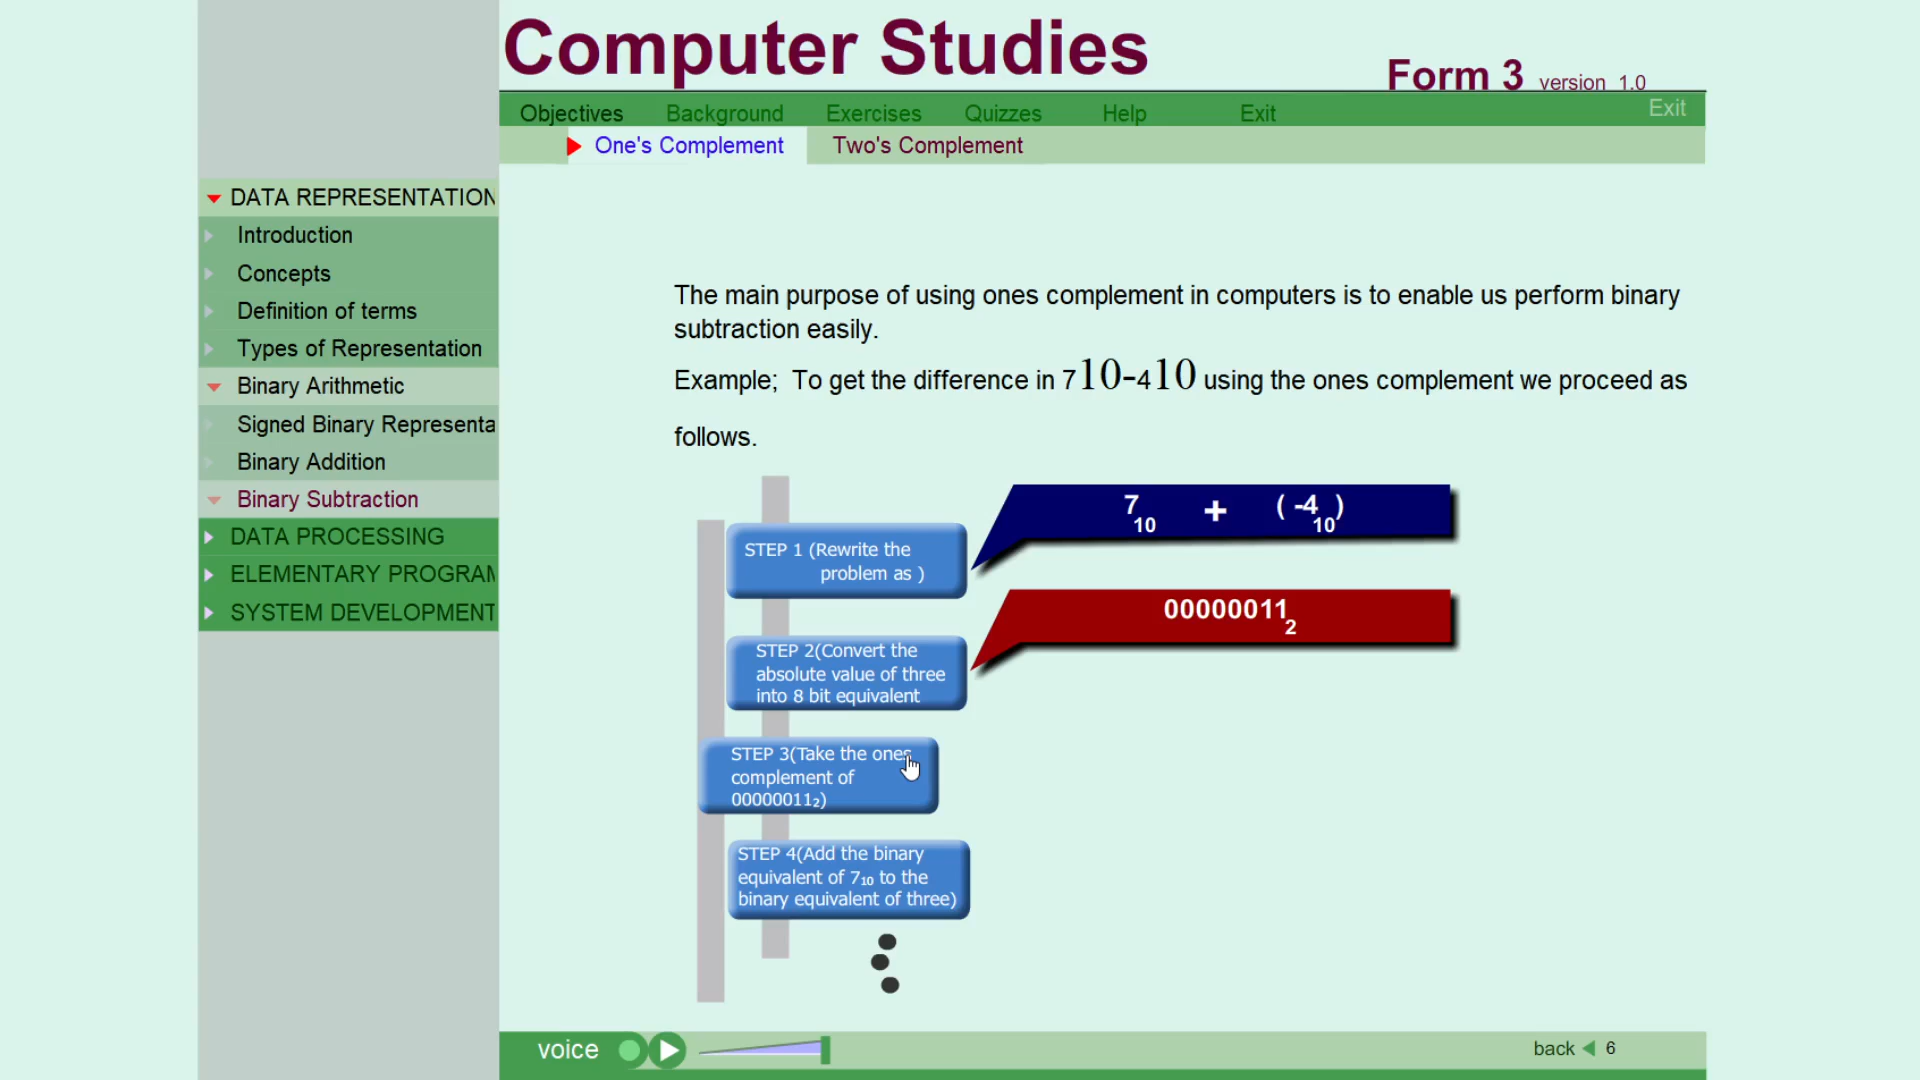 Computer Studies
Form 3 version 1.0
Objectives Background Exercises Quizzes Help Exit Exit
One's Complement Two's Complement
DATA REPRESENTATION
Introduction
Concepts
Definition of terms
Types of Representation
Binary Arithmetic
Signed Binary Representa
Binary Addition
Binary Subtraction
DATA PROCESSING
ELEMENTARY PROGRAM
SYSTEM DEVELOPMENT
The main purpose of using ones complement in computers is to enable us perform binary
subtraction easily.
Example; To get the difference in 710-410 using the ones complement we proceed as
follows.
7₁₀ + ( -4₁₀)
STEP 1 (Rewrite the
problem as )
00000011₂
STEP 2(Convert the
absolute value of three
into 8 bit equivalent
STEP 3(Take the ones
complement of
00000011₂)
STEP 4(Add the binary
equivalent of 7₁₀ to the
binary equivalent of three)
voice
back 6